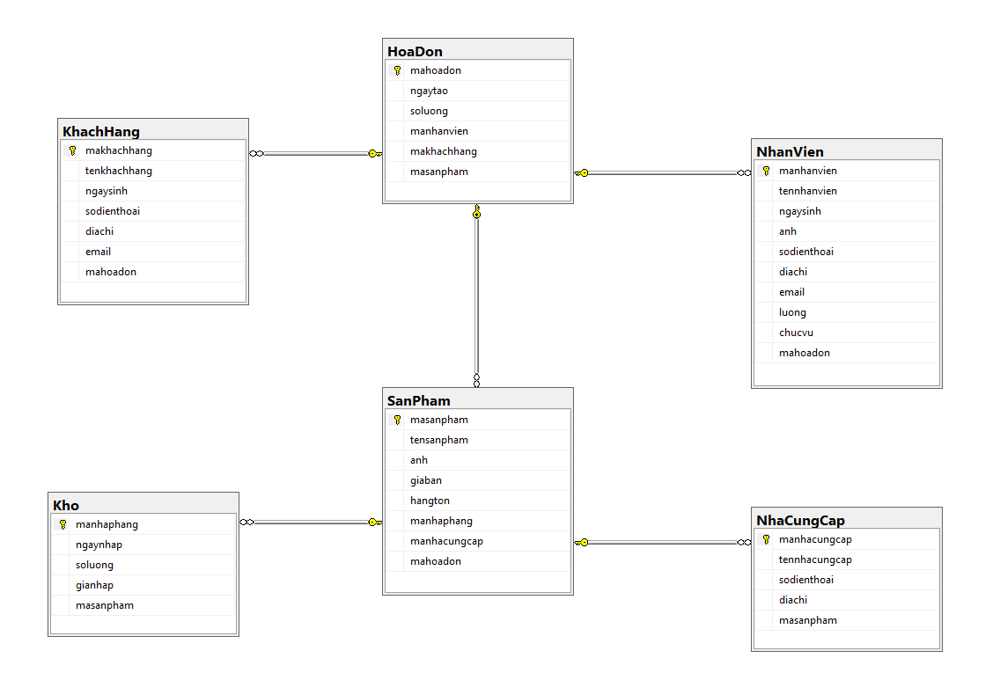 HoaDon
mahoadon
ngaytao
soluong
manhanvien
makhachhang
masanpham
KhachHang
makhachhang
tenkhachhang
ngaysinh
sodienthoai
diachi
email
mahoadon
NhanVien
manhanvien
tennhanvien
ngaysinh
anh
sodienthoai
diachi
email
luong
chucvu
mahoadon
SanPham
masanpham
tensanpham
anh
giaban
hangton
manhaphang
manhacungcap
mahoadon
Kho
manhaphang
ngaynhap
soluong
gianhap
masanpham
NhaCungCap
manhacungcap
tennhacungcap
sodienthoai
diachi
masanpham